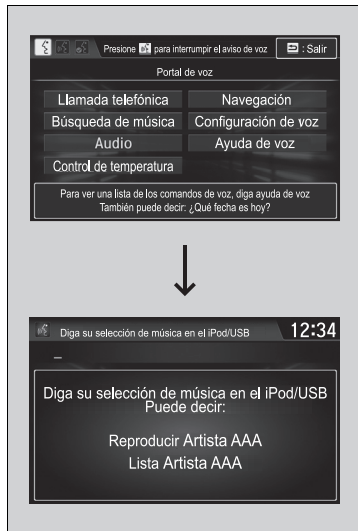 Presione para interrumpir el aviso de voz
: Salir
Portal de voz
Llamada telefónica
Navegación
Búsqueda de música
Configuración de voz
Audio
Ayuda de voz
Control de temperatura
Para ver una lista de los comandos de voz, diga ayuda de voz
También puede decir: ¿Qué fecha es hoy?
Diga su selección de música en el iPod/USB
12:34
Diga su selección de música en el iPod/USB
Puede decir:
Reproducir Artista AAA
Lista Artista AAA